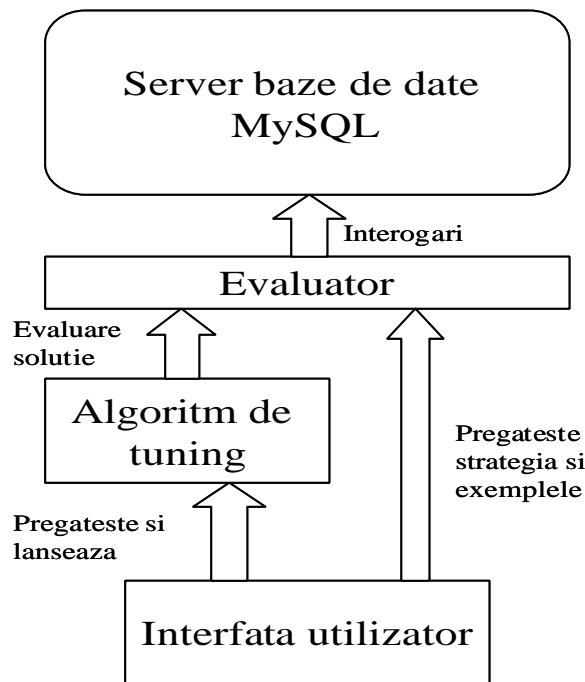 Server baze de date
MySQL
Interogari
Evaluator
Evaluare
solutie
Algoritm de
tuning
Pregateste
strategia si
exemplele
Pregateste si
lanseaza
Interfata utilizator